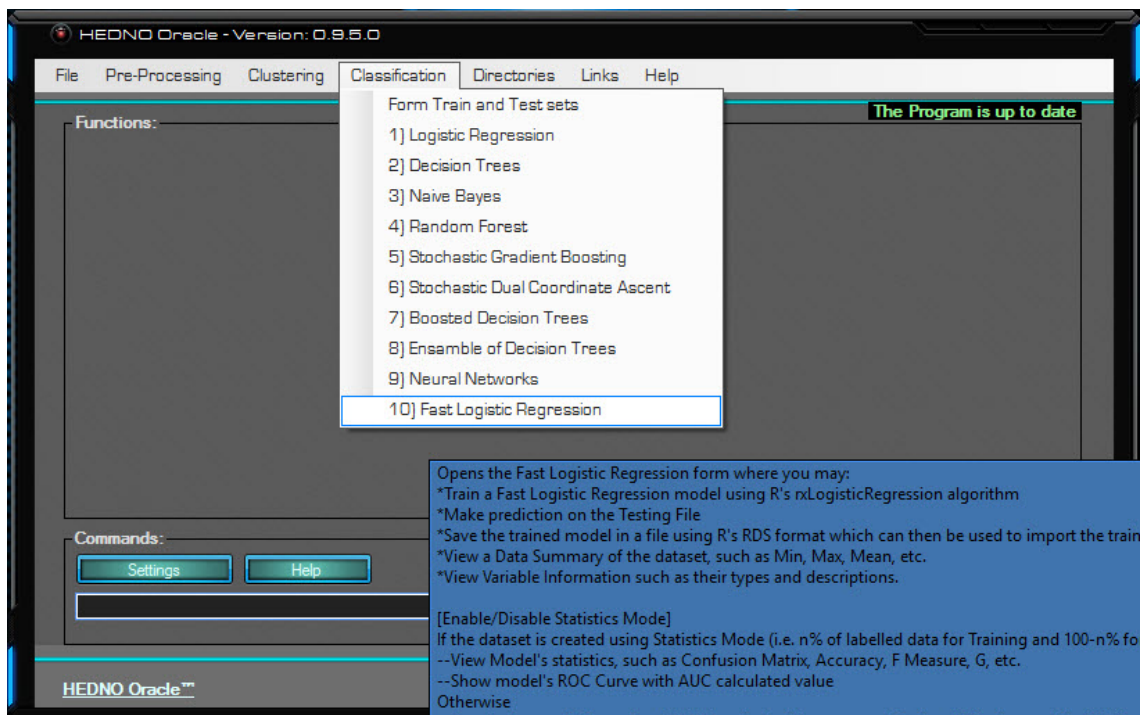 HEDNO Oracle - Version: 0.9.5.0
File Pre-Processing Clustering Classification Directories Links Help
The Program is up to date
Functions:
Form Train and Test sets
1) Logistic Regression
2) Decision Trees
3) Naive Bayes
4) Random Forest
5) Stochastic Gradient Boosting
6) Stochastic Dual Coordinate Ascent
7) Boosted Decision Trees
8) Ensamble of Decision Trees
9) Neural Networks
10) Fast Logistic Regression
Opens the Fast Logistic Regression form where you may:
*Train a Fast Logistic Regression model using R's rxLogisticRegression algorithm
*Make prediction on the Testing File
*Save the trained model in a file using R's RDS format which can then be used to import the train
*View a Data Summary of the dataset, such as Min, Max, Mean, etc.
*View Variable Information such as their types and descriptions.
[Enable/Disable Statistics Mode]
If the dataset is created using Statistics Mode (i.e. n% of labelled data for Training and 100-n% fo
--View Model's statistics, such as Confusion Matrix, Accuracy, F Measure, G, etc.
--Show model's ROC Curve with AUC calculated value
Otherwise
Commands:
Settings Help
HEDNO Oracle™